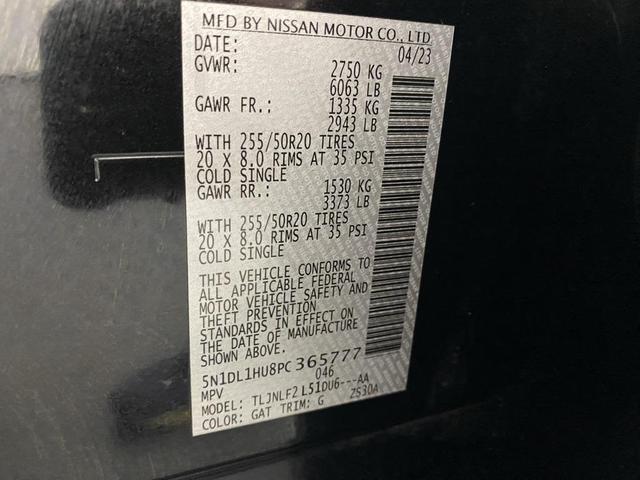 MFD BY NISSAN MOTOR CO., LTD.
DATE: 04/23
GVWR: 2750 KG
6063 LB
GAWR FR.: 1335 KG
2943 LB
WITH 255/50R20 TIRES
20 X 8.0 RIMS AT 35 PSI
COLD SINGLE
GAWR RR.: 1530 KG
3373 LB
WITH 255/50R20 TIRES
20 X 8.0 RIMS AT 35 PSI
COLD SINGLE
THIS VEHICLE CONFORMS TO
ALL APPLICABLE FEDERAL
MOTOR VEHICLE SAFETY AND
THEFT PREVENTION
STANDARDS IN EFFECT ON
THE DATE OF MANUFACTURE
SHOWN ABOVE.
5N1DL1HU8PC365777
MPV 046
MODEL: TLJNLF2 L51DU6---AA
COLOR: GAT TRIM: G ZS30A